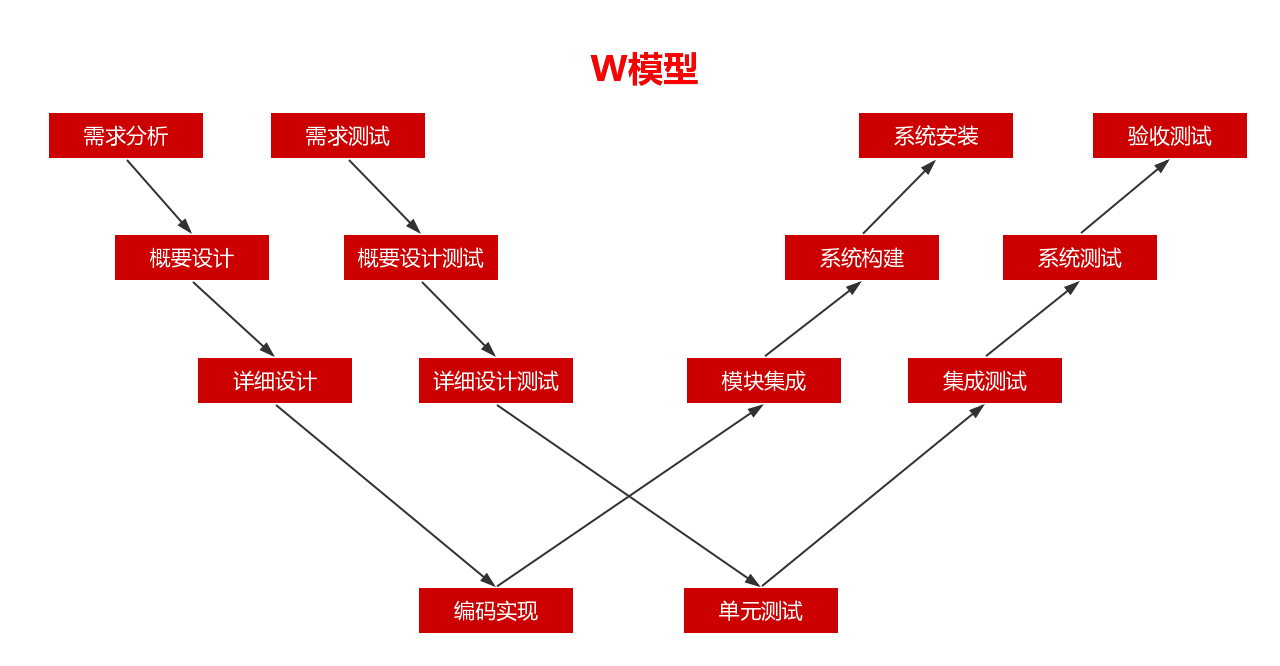 W模型
需求分析
需求测试
系统安装
验收测试
概要设计
概要设计测试
系统构建
系统测试
详细设计
详细设计测试
模块集成
集成测试
编码实现
单元测试